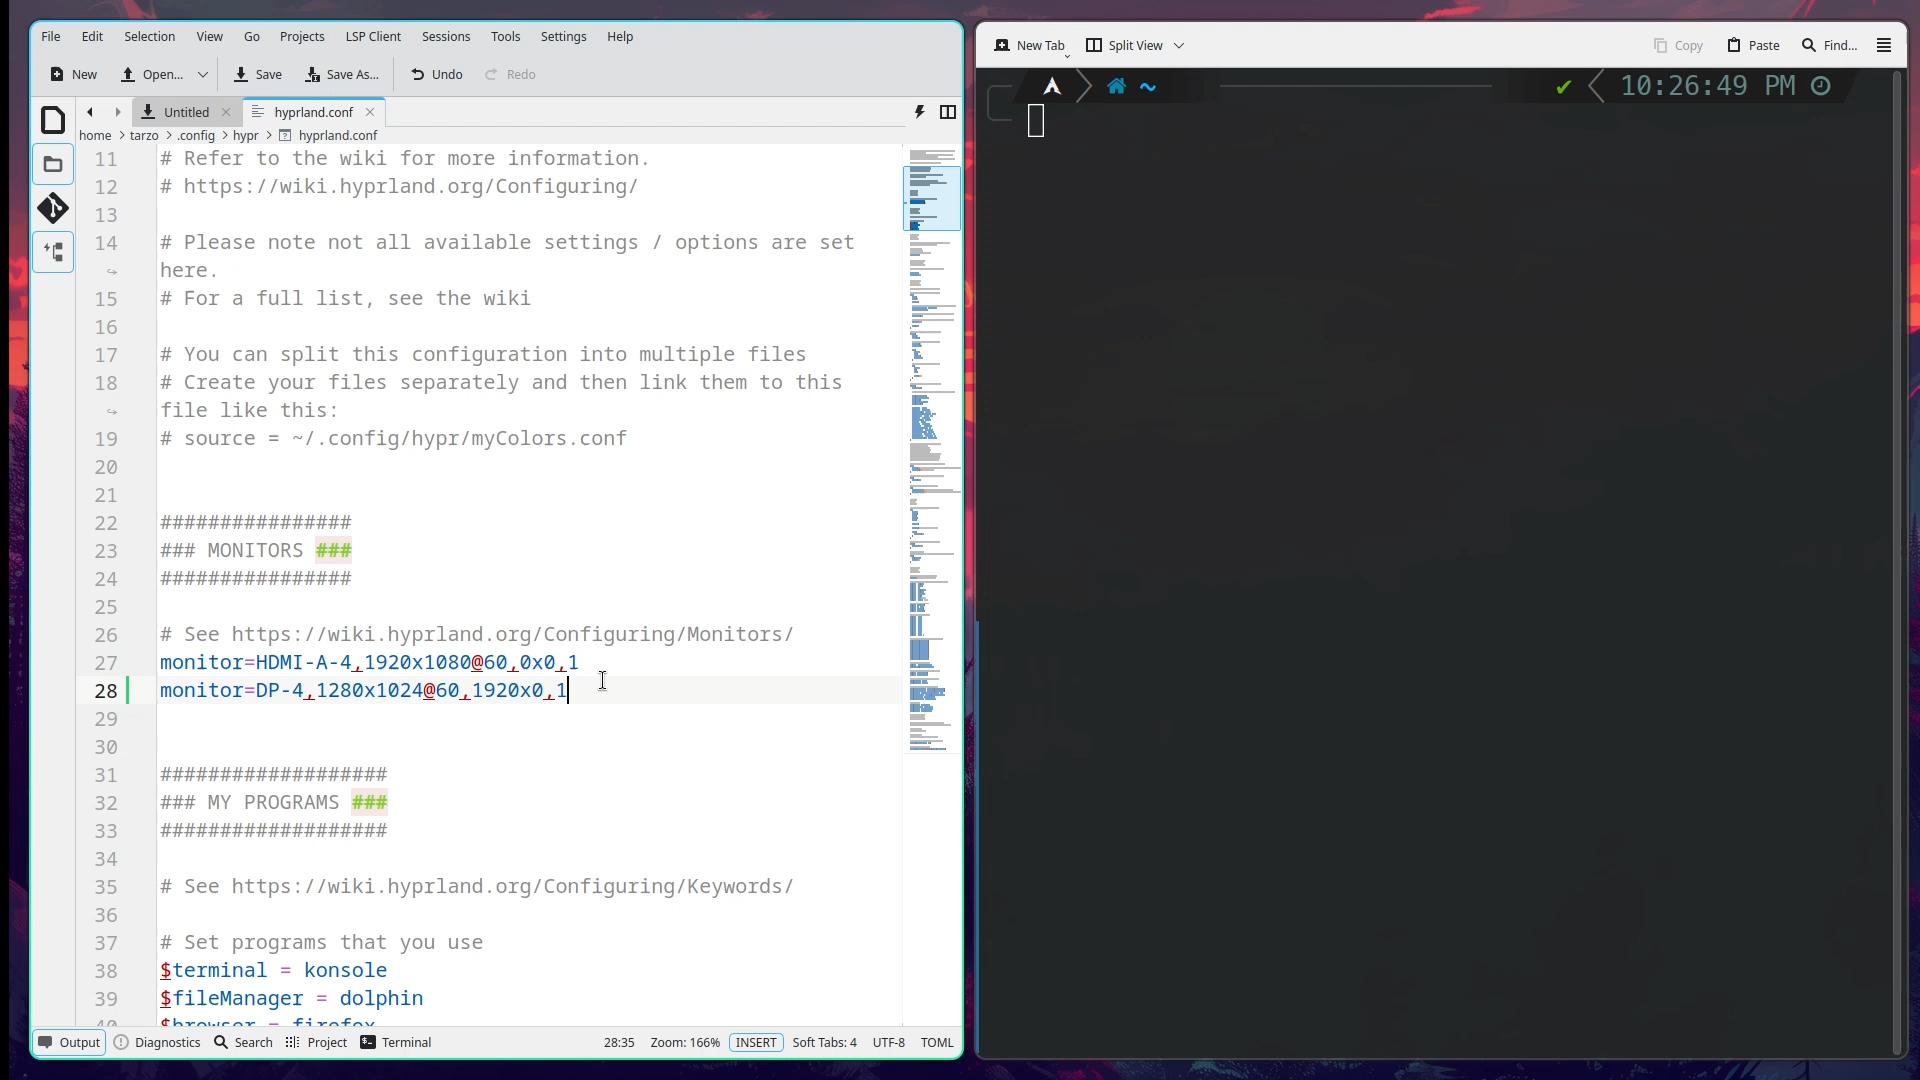 File Edit Selection View Go Projects LSP Client Sessions Tools Settings Help
New Open... Save Save As... Undo Redo
Untitled hyprland.conf
home > tarzo > .config > hypr > hyprland.conf
11 # Refer to the wiki for more information.
12 # https://wiki.hyprland.org/Configuring/
13
14 # Please note not all available settings / options are set
here.
15 # For a full list, see the wiki
16
17 # You can split this configuration into multiple files
18 # Create your files separately and then link them to this
file like this:
19 # source = ~/.config/hypr/myColors.conf
20
21
22 ################
23 ### MONITORS ###
24 ################
25
26 # See https://wiki.hyprland.org/Configuring/Monitors/
27 monitor=HDMI-A-4,1920x1080@60,0x0,1
28 monitor=DP-4,1280x1024@60,1920x0,1
29
30
31 ###################
32 ### MY PROGRAMS ###
33 ###################
34
35 # See https://wiki.hyprland.org/Configuring/Keywords/
36
37 # Set programs that you use
38 $terminal = konsole
39 $fileManager = dolphin
40 $browser = firefox
Output Diagnostics Search Project Terminal 28:35 Zoom: 166% INSERT Soft Tabs: 4 UTF-8 TOML
New Tab Split View Copy Paste Find...
~ ✔ 10:26:49 PM